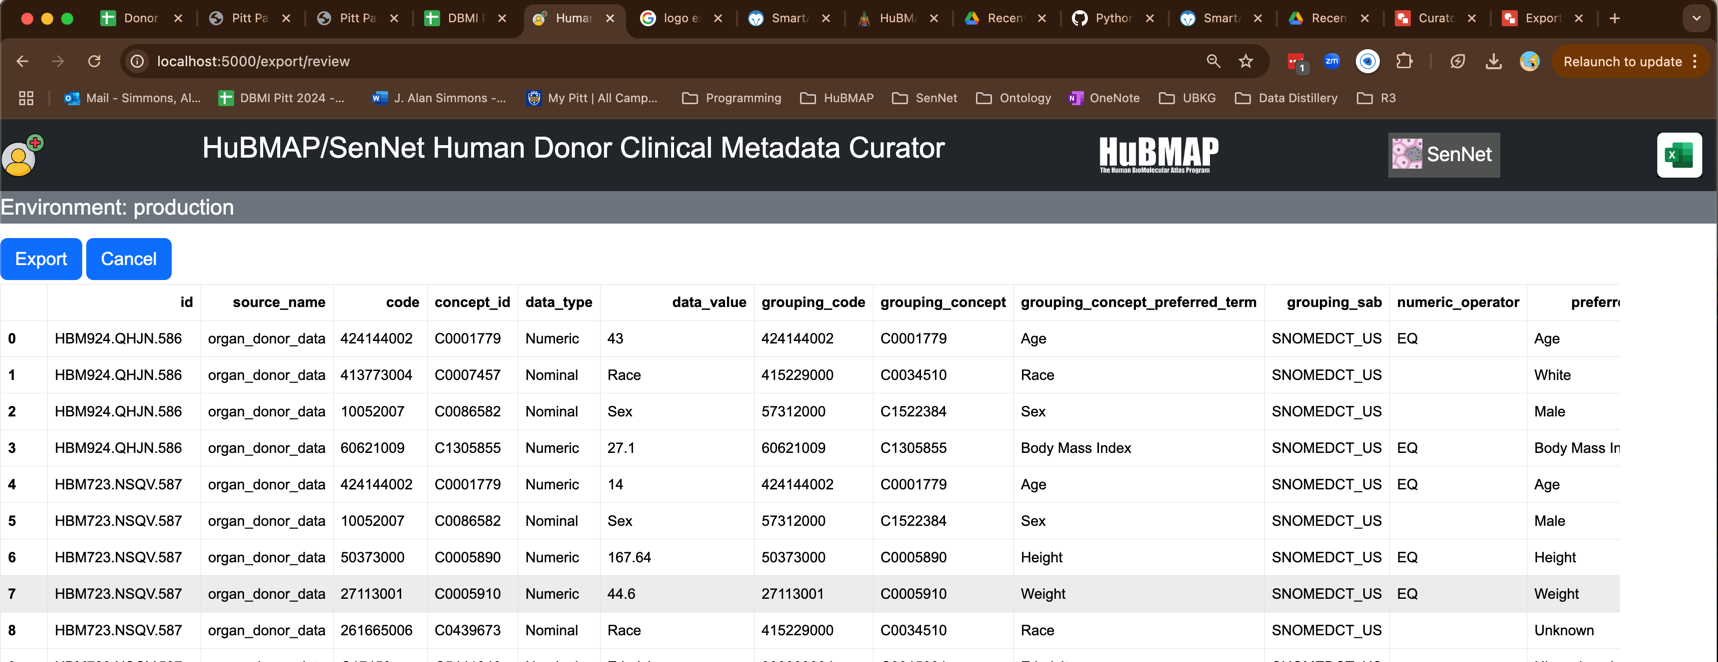 Donor Pitt Pa Pitt Pa DBMI Human logo e Smart HuBM Recen Pythor Smart Recen Curato Export
localhost:5000/export/review 1 zm Relaunch to update
Mail - Simmons, Al... DBMI Pitt 2024 -... J. Alan Simmons -... My Pitt | All Camp... Programming HuBMAP SenNet Ontology OneNote UBKG Data Distillery R3
HuBMAP/SenNet Human Donor Clinical Metadata Curator HuBMAP SenNet
The Human BioMolecular Atlas Program
Environment: production
Export Cancel
id source_name code concept_id data_type data_value grouping_code grouping_concept grouping_concept_preferred_term grouping_sab numeric_operator preferre
0 HBM924.QHJN.586 organ_donor_data 424144002 C0001779 Numeric 43 424144002 C0001779 Age SNOMEDCT_US EQ Age
1 HBM924.QHJN.586 organ_donor_data 413773004 C0007457 Nominal Race 415229000 C0034510 Race SNOMEDCT_US White
2 HBM924.QHJN.586 organ_donor_data 10052007 C0086582 Nominal Sex 57312000 C1522384 Sex SNOMEDCT_US Male
3 HBM924.QHJN.586 organ_donor_data 60621009 C1305855 Numeric 27.1 60621009 C1305855 Body Mass Index SNOMEDCT_US EQ Body Mass In
4 HBM723.NSQV.587 organ_donor_data 424144002 C0001779 Numeric 14 424144002 C0001779 Age SNOMEDCT_US EQ Age
5 HBM723.NSQV.587 organ_donor_data 10052007 C0086582 Nominal Sex 57312000 C1522384 Sex SNOMEDCT_US Male
6 HBM723.NSQV.587 organ_donor_data 50373000 C0005890 Numeric 167.64 50373000 C0005890 Height SNOMEDCT_US EQ Height
7 HBM723.NSQV.587 organ_donor_data 27113001 C0005910 Numeric 44.6 27113001 C0005910 Weight SNOMEDCT_US EQ Weight
8 HBM723.NSQV.587 organ_donor_data 261665006 C0439673 Nominal Race 415229000 C0034510 Race SNOMEDCT_US Unknown